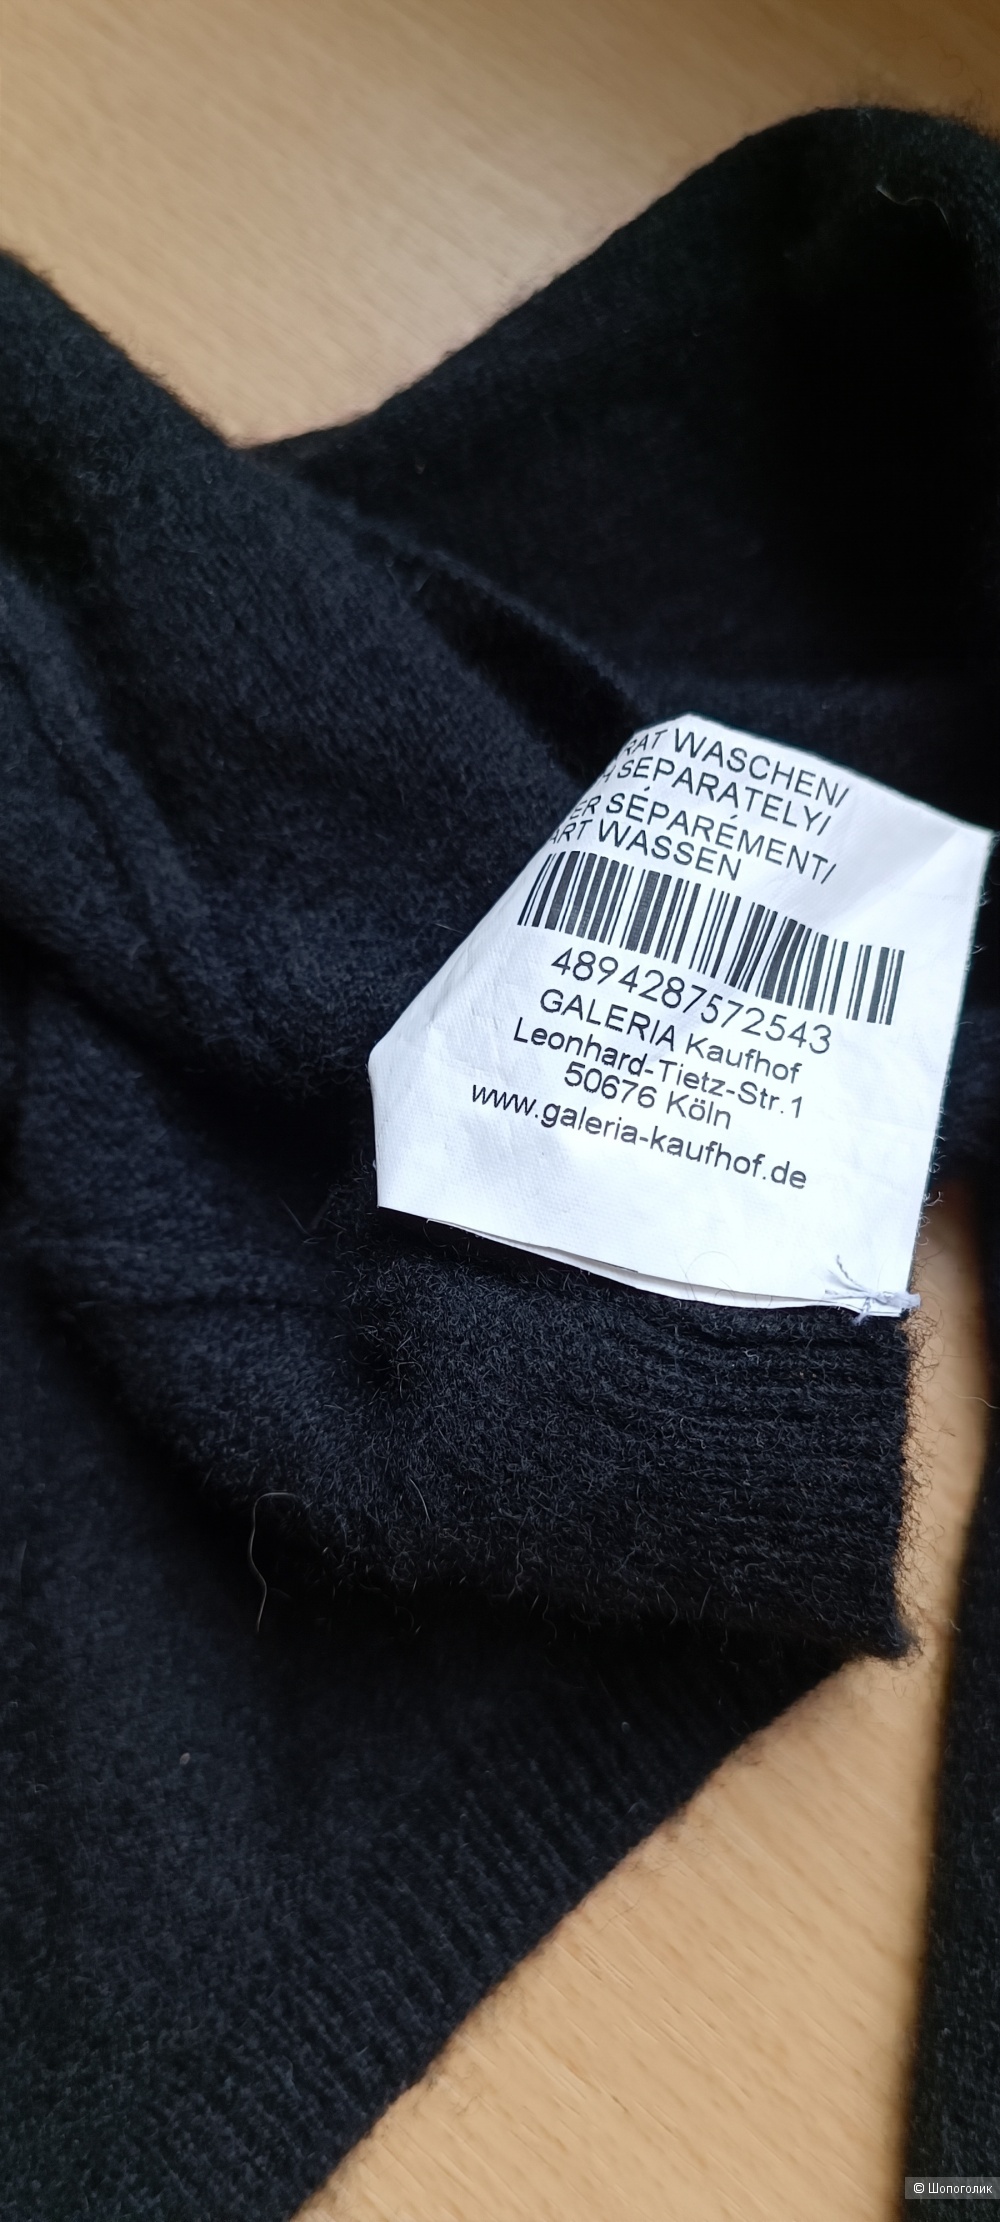 RAT WASCHEN/
H SÉPARATELY/
ER SÉPARÉMENT/
ART WASSEN
4894287572543
GALERIA Kaufhof
Leonhard-Tietz-Str.1
50676 Köln
www.galeria-kaufhof.de
© Шопоголик